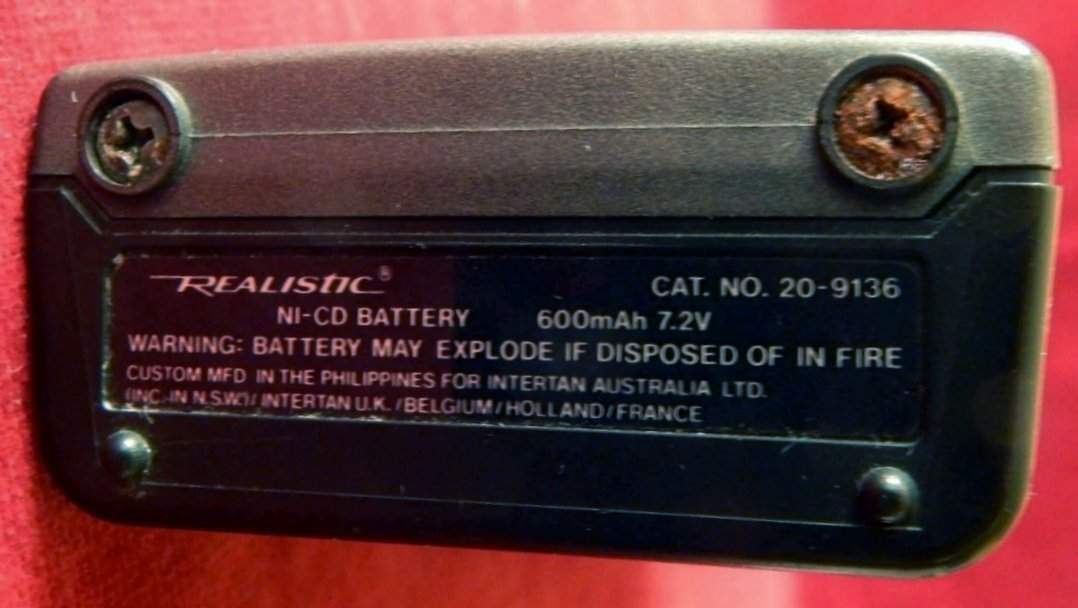 REALISTIC® CAT. NO. 20-9136
NI-CD BATTERY 600mAh 7.2V
WARNING: BATTERY MAY EXPLODE IF DISPOSED OF IN FIRE
CUSTOM MFD IN THE PHILIPPINES FOR INTERTAN AUSTRALIA LTD.
(INC. IN N.S.W.)/INTERTAN U.K./BELGIUM/HOLLAND/FRANCE